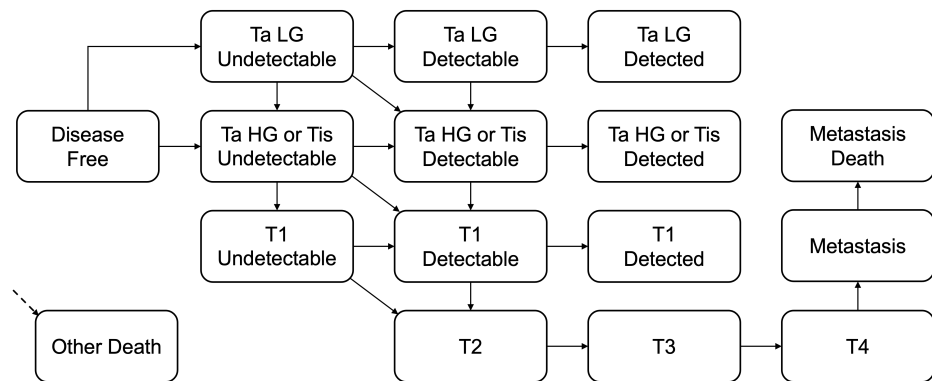 Ta LG
Undetectable
Ta LG
Detectable
Ta LG
Detected
Disease
Free
Ta HG or Tis
Undetectable
Ta HG or Tis
Detectable
Ta HG or Tis
Detected
Metastasis
Death
T1
Undetectable
T1
Detectable
T1
Detected
Metastasis
Other Death
T2
T3
T4